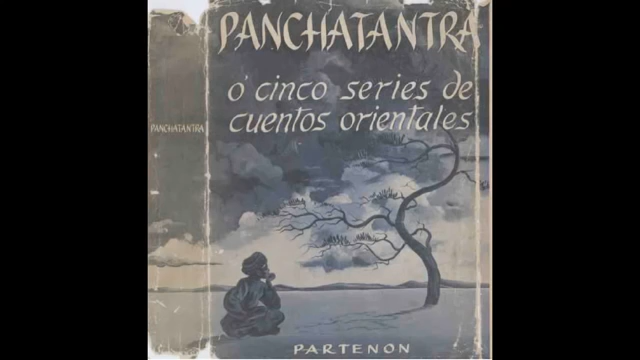 PANCHATANTRA
PANCHATANTRA
ó cinco series de
cuentos orientales
PARTENON